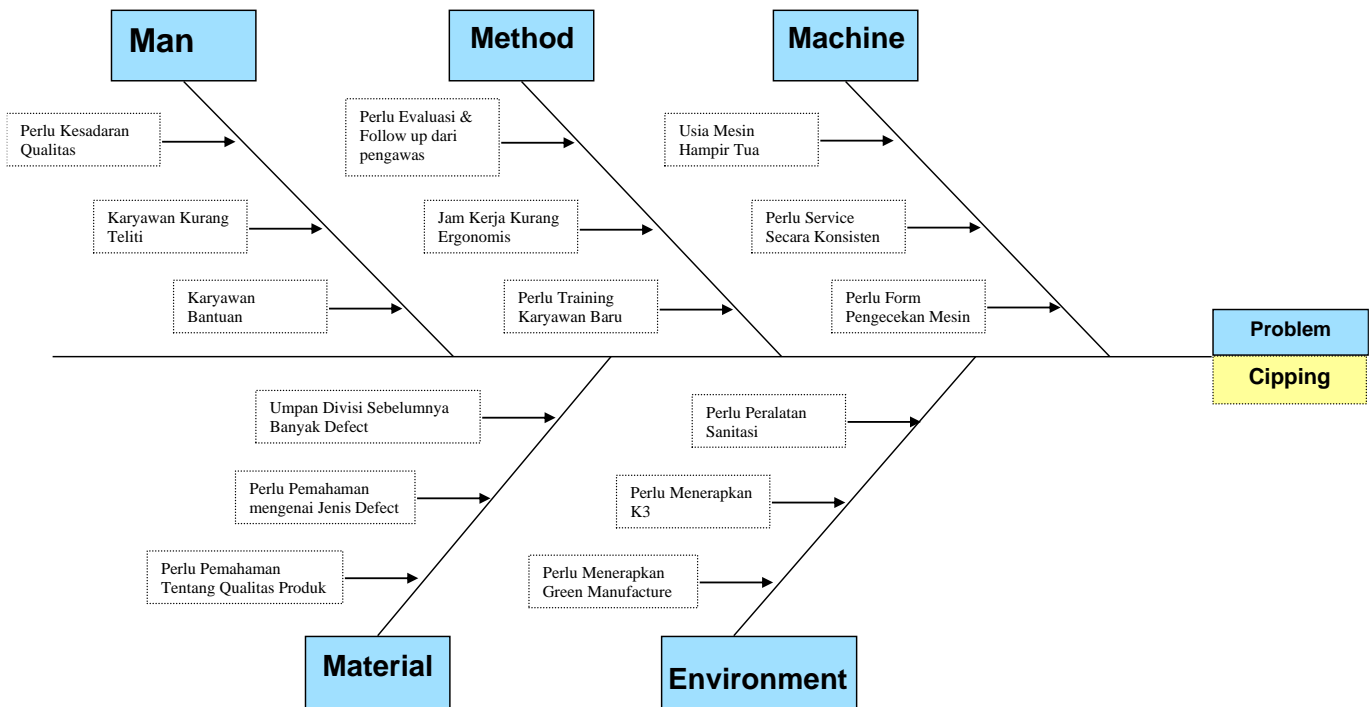 Man
Method
Machine
Perlu Kesadaran
Qualitas
Perlu Evaluasi &
Follow up dari
pengawas
Usia Mesin
Hampir Tua
Karyawan Kurang
Teliti
Jam Kerja Kurang
Ergonomis
Perlu Service
Secara Konsisten
Karyawan
Bantuan
Perlu Training
Karyawan Baru
Perlu Form
Pengecekan Mesin
Problem
Cipping
Umpan Divisi Sebelumnya
Banyak Defect
Perlu Peralatan
Sanitasi
Perlu Pemahaman
mengenai Jenis Defect
Perlu Menerapkan
K3
Perlu Pemahaman
Tentang Qualitas Produk
Perlu Menerapkan
Green Manufacture
Material
Environment